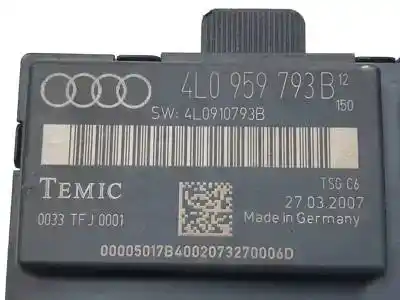 4L0 959 793B 12
150
SW: 4L0910793B
TEMIC
TSG C6
0033 TFJ 0001
27.03.2007
Made in Germany
00005017B4002073270006D